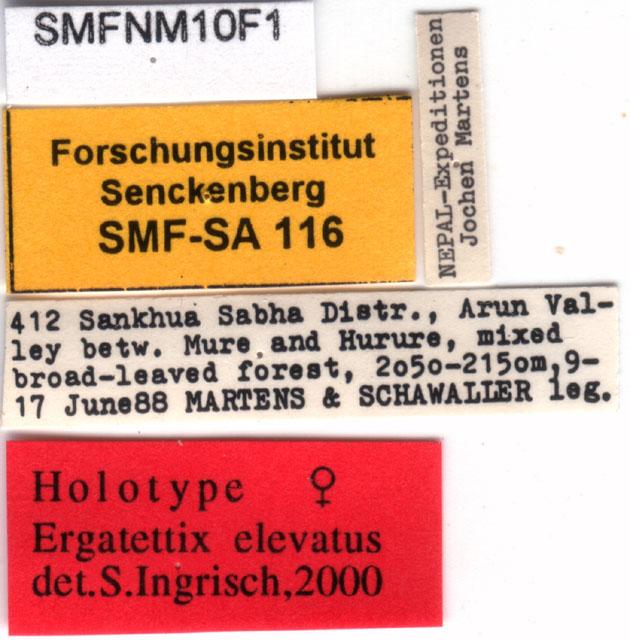 SMFNM10F1
Forschungsinstitut
Senckenberg
SMF-SA 116
NEPAL-Expeditionen
Jochen Martens
412 Sankhua Sabha Distr., Arun Val-
ley betw. Mure and Hurure, mixed
broad-leaved forest, 2o5o-215om,9-
17 June88 MARTENS & SCHAWALLER leg.
Holotype ♀
Ergatettix elevatus
det.S.Ingrisch,2000